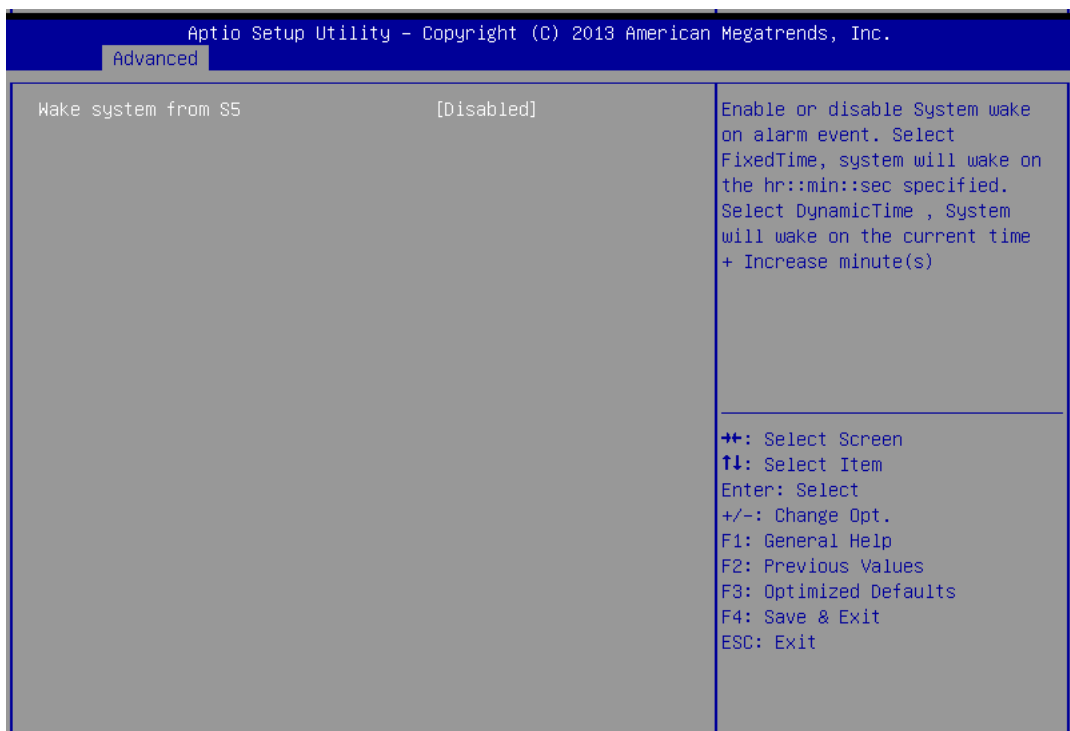 Aptio Setup Utility – Copyright (C) 2013 American Megatrends, Inc.
Advanced
Wake system from S5 [Disabled]
Enable or disable System wake
on alarm event. Select
FixedTime, system will wake on
the hr::min::sec specified.
Select DynamicTime , System
will wake on the current time
+ Increase minute(s)
→←: Select Screen
↑↓: Select Item
Enter: Select
+/-: Change Opt.
F1: General Help
F2: Previous Values
F3: Optimized Defaults
F4: Save & Exit
ESC: Exit